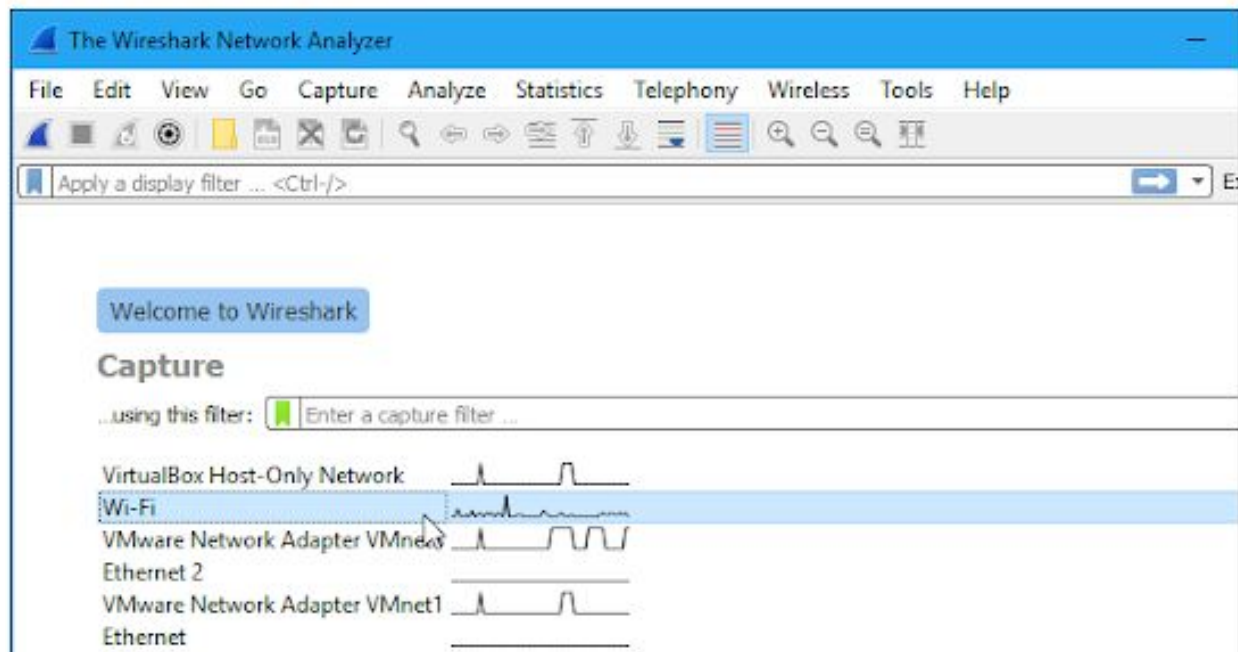 The Wireshark Network Analyzer
File Edit View Go Capture Analyze Statistics Telephony Wireless Tools Help
Apply a display filter ... <Ctrl-/>
Welcome to Wireshark
Capture
...using this filter: Enter a capture filter ...
VirtualBox Host-Only Network
Wi-Fi
VMware Network Adapter
Ethernet 2
VMware Network Adapter VMnet1
Ethernet